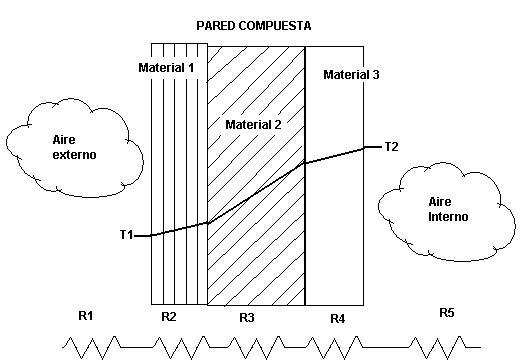 PARED COMPUESTA
Material 1
Material 3
Material 2
Aire
externo
T2
Aire
Interno
T1
R1
R2
R3
R4
R5